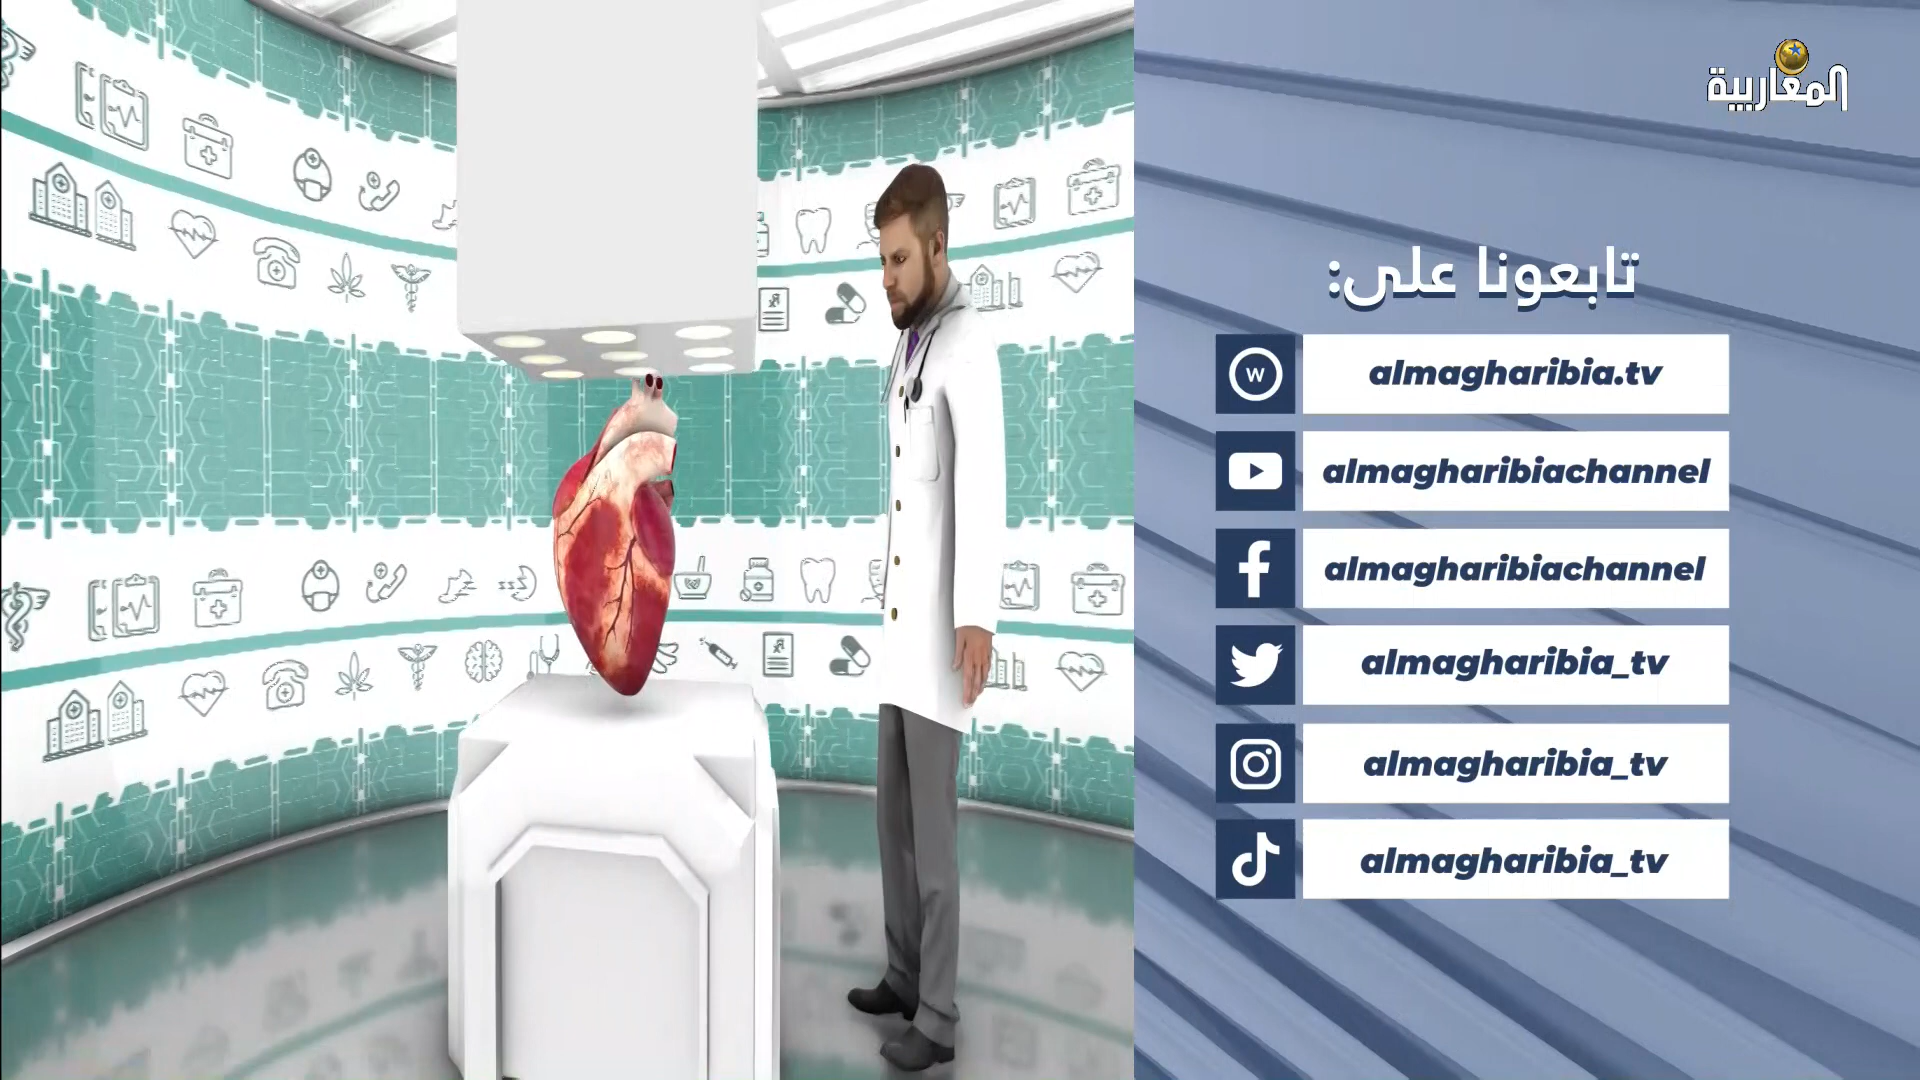 المغاربية
تابعونا على:
W
almagharibia.tv
almagharibiachannel
almagharibiachannel
almagharibia_tv
almagharibia_tv
almagharibia_tv